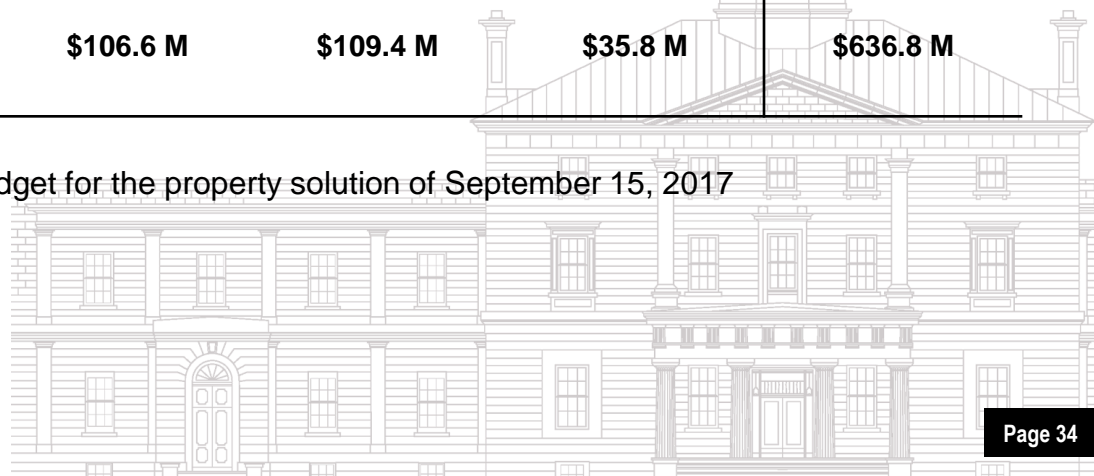 $106.6 M $109.4 M $35.8 M $636.8 M
dget for the property solution of September 15, 2017
Page 34